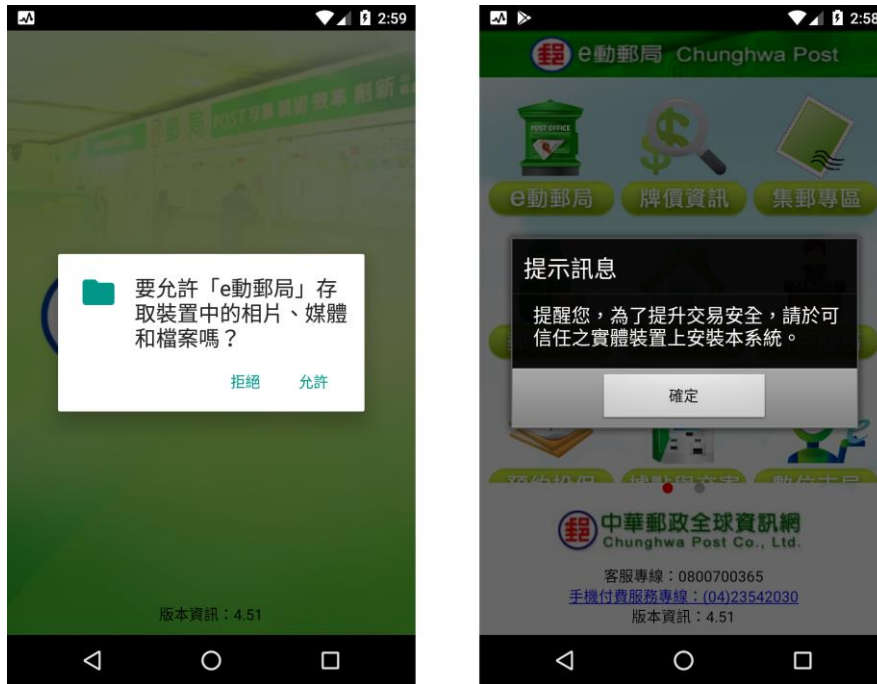 2:59
POST
創新
要允許「e動郵局」存
取裝置中的相片、媒體
和檔案嗎？
拒絕 允許
版本資訊：4.51
2:58
郵 e動郵局 Chunghwa Post
POST OFFICE
e動郵局 牌價資訊 集郵專區
提示訊息
提醒您，為了提升交易安全，請於可
信任之實體裝置上安裝本系統。
確定
郵 中華郵政全球資訊網
Chunghwa Post Co., Ltd.
客服專線：0800700365
手機付費服務專線：(04)23542030
版本資訊：4.51